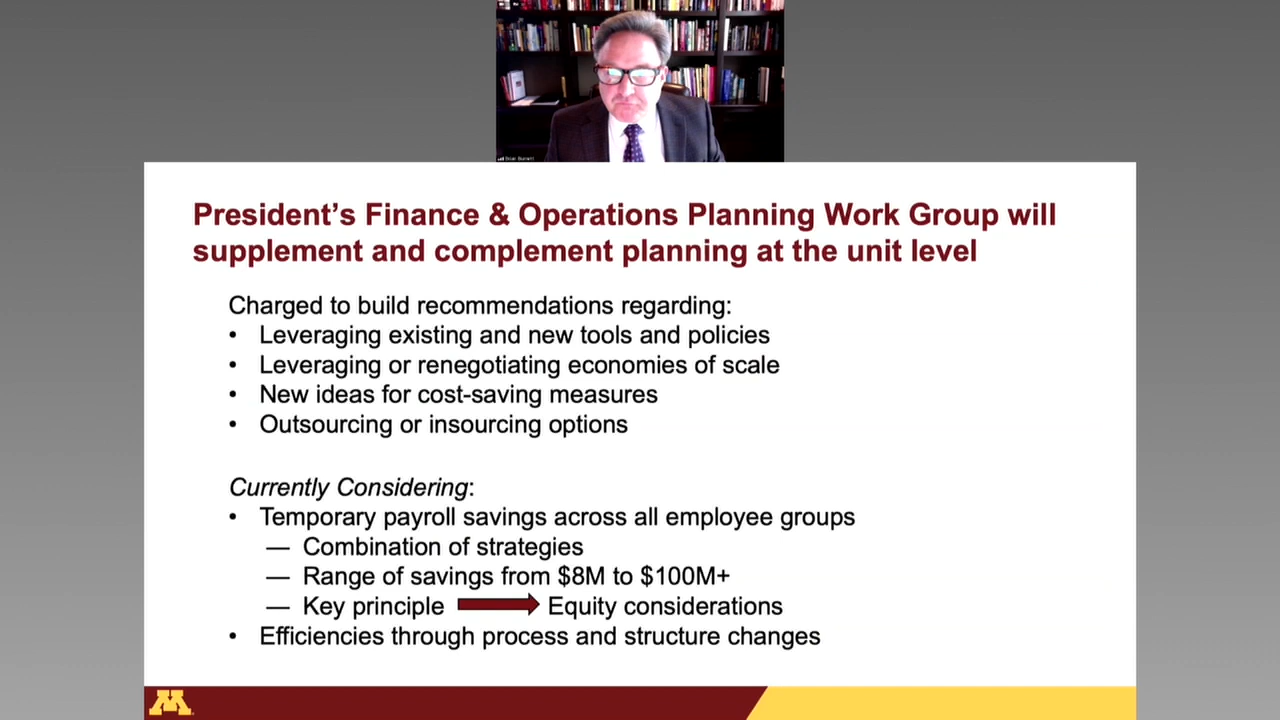 Brian Burnett
President's Finance & Operations Planning Work Group will
supplement and complement planning at the unit level
Charged to build recommendations regarding:
• Leveraging existing and new tools and policies
• Leveraging or renegotiating economies of scale
• New ideas for cost-saving measures
• Outsourcing or insourcing options
Currently Considering:
• Temporary payroll savings across all employee groups
— Combination of strategies
— Range of savings from $8M to $100M+
— Key principle Equity considerations
• Efficiencies through process and structure changes
M